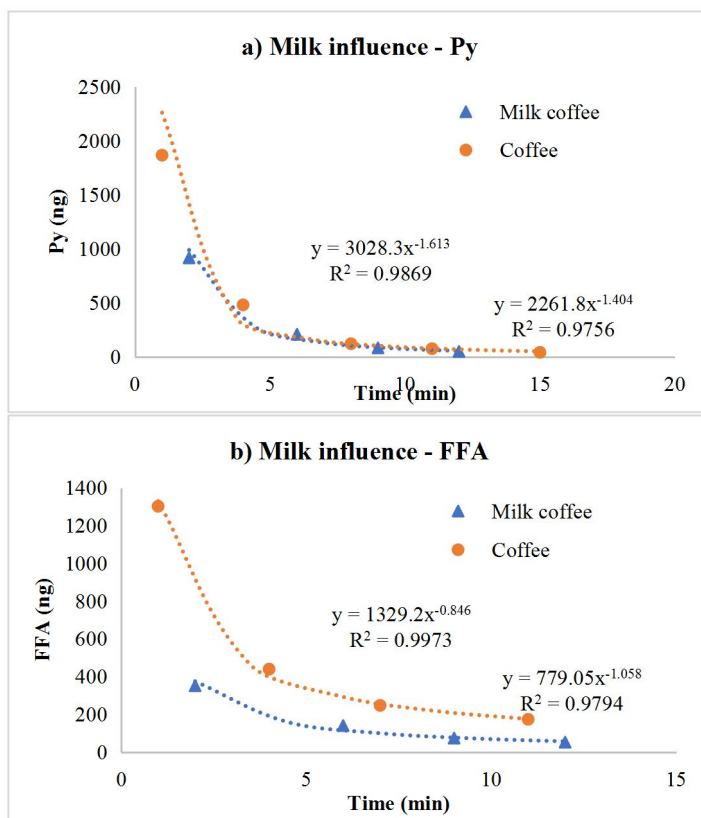 a) Milk influence - Py
2500
2000
1500
1000
500
0
Py (ng)
Milk coffee
Coffee
y = 3028.3x^-1.613
R² = 0.9869
y = 2261.8x^-1.404
R² = 0.9756
0 5 10 15 20
Time (min)
b) Milk influence - FFA
1400
1200
1000
800
600
400
200
0
FFA (ng)
Milk coffee
Coffee
y = 1329.2x^-0.846
R² = 0.9973
y = 779.05x^-1.058
R² = 0.9794
0 5 10 15
Time (min)